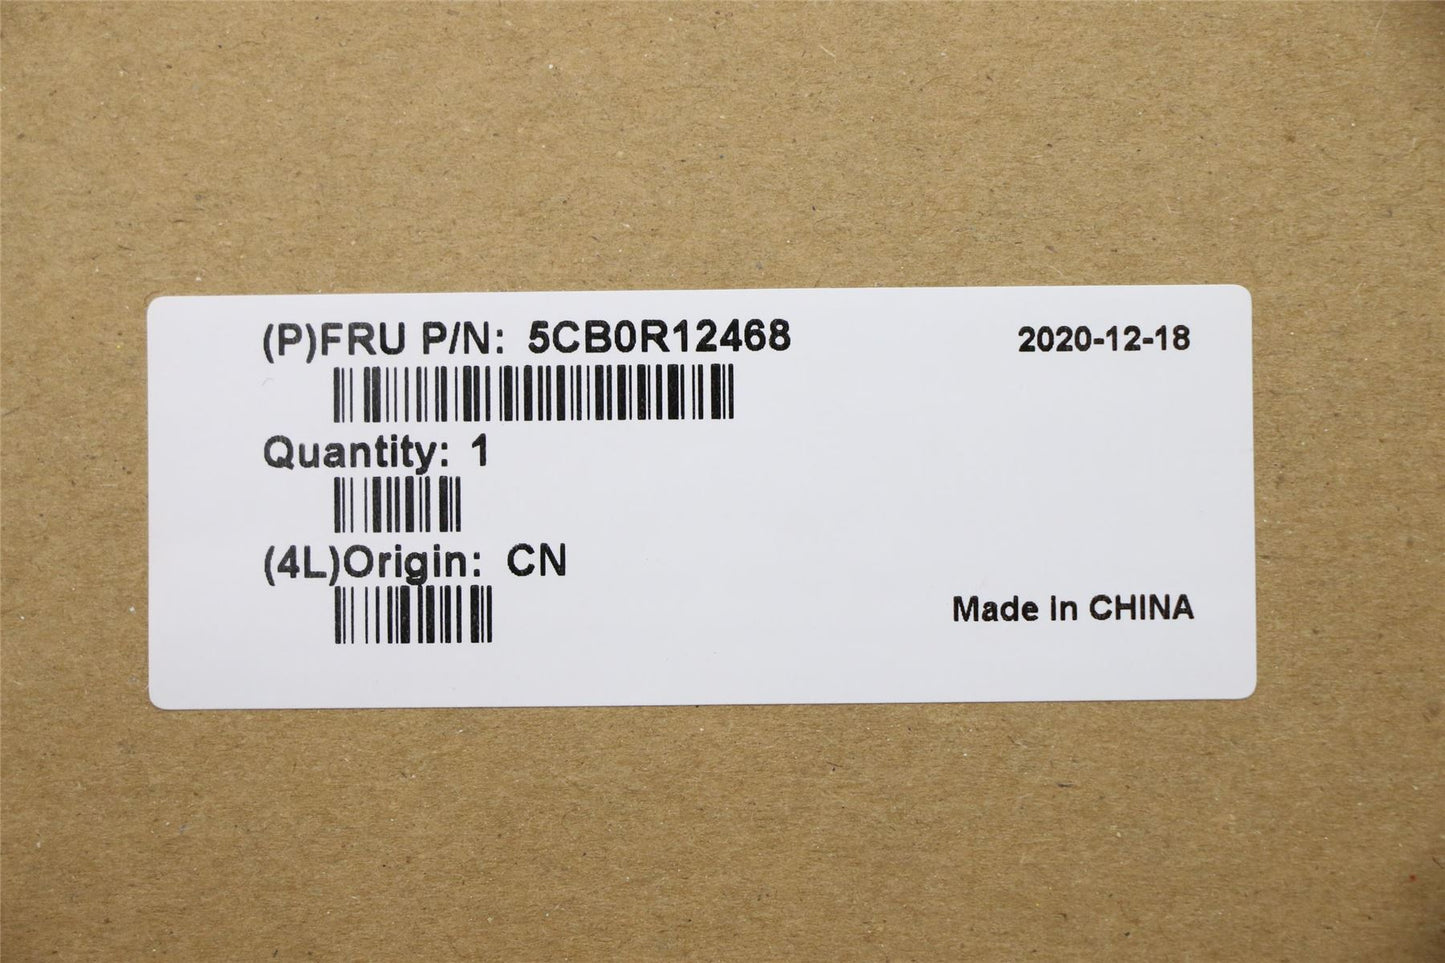 (P)FRU P/N: 5CB0R12468
2020-12-18
Quantity: 1
(4L)Origin: CN
Made In CHINA